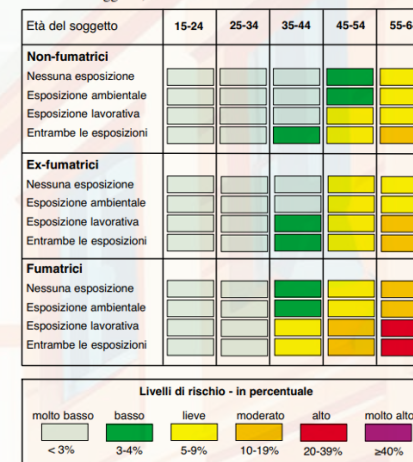 Età del soggetto 15-24 25-34 35-44 45-54 55-6
Non-fumatrici
Nessuna esposizione
Esposizione ambientale
Esposizione lavorativa
Entrambe le esposizioni
Ex-fumatrici
Nessuna esposizione
Esposizione ambientale
Esposizione lavorativa
Entrambe le esposizioni
Fumatrici
Nessuna esposizione
Esposizione ambientale
Esposizione lavorativa
Entrambe le esposizioni
Livelli di rischio - in percentuale
molto basso basso lieve moderato alto molto alto
< 3% 3-4% 5-9% 10-19% 20-39% ≥40%